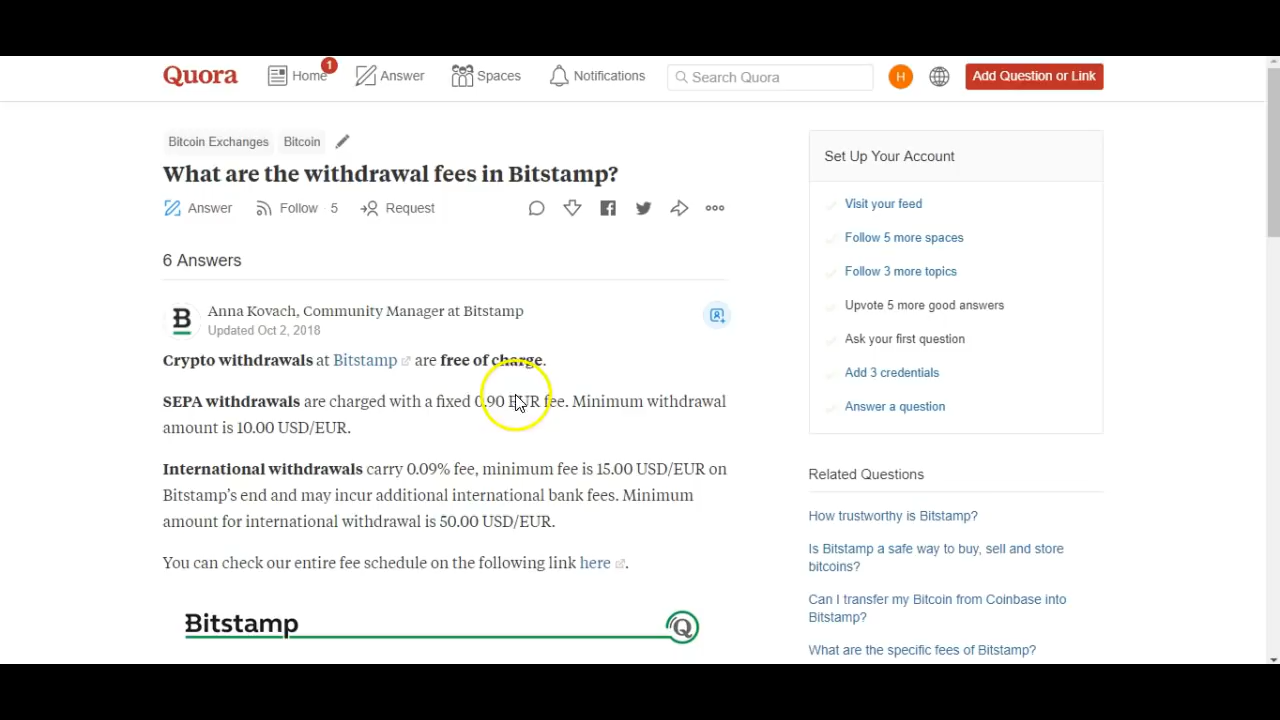 Quora
Home
1
Answer
Spaces
Notifications
Search Quora
H
Add Question or Link
Bitcoin Exchanges
Bitcoin
What are the withdrawal fees in Bitstamp?
Answer
Follow · 5
Request
6 Answers
B
Anna Kovach, Community Manager at Bitstamp
Updated Oct 2, 2018
Crypto withdrawals at Bitstamp are free of charge.
SEPA withdrawals are charged with a fixed 0.90 EUR fee. Minimum withdrawal
amount is 10.00 USD/EUR.
International withdrawals carry 0.09% fee, minimum fee is 15.00 USD/EUR on
Bitstamp's end and may incur additional international bank fees. Minimum
amount for international withdrawal is 50.00 USD/EUR.
You can check our entire fee schedule on the following link here.
Bitstamp
Q
Set Up Your Account
Visit your feed
Follow 5 more spaces
Follow 3 more topics
Upvote 5 more good answers
Ask your first question
Add 3 credentials
Answer a question
Related Questions
How trustworthy is Bitstamp?
Is Bitstamp a safe way to buy, sell and store
bitcoins?
Can I transfer my Bitcoin from Coinbase into
Bitstamp?
What are the specific fees of Bitstamp?